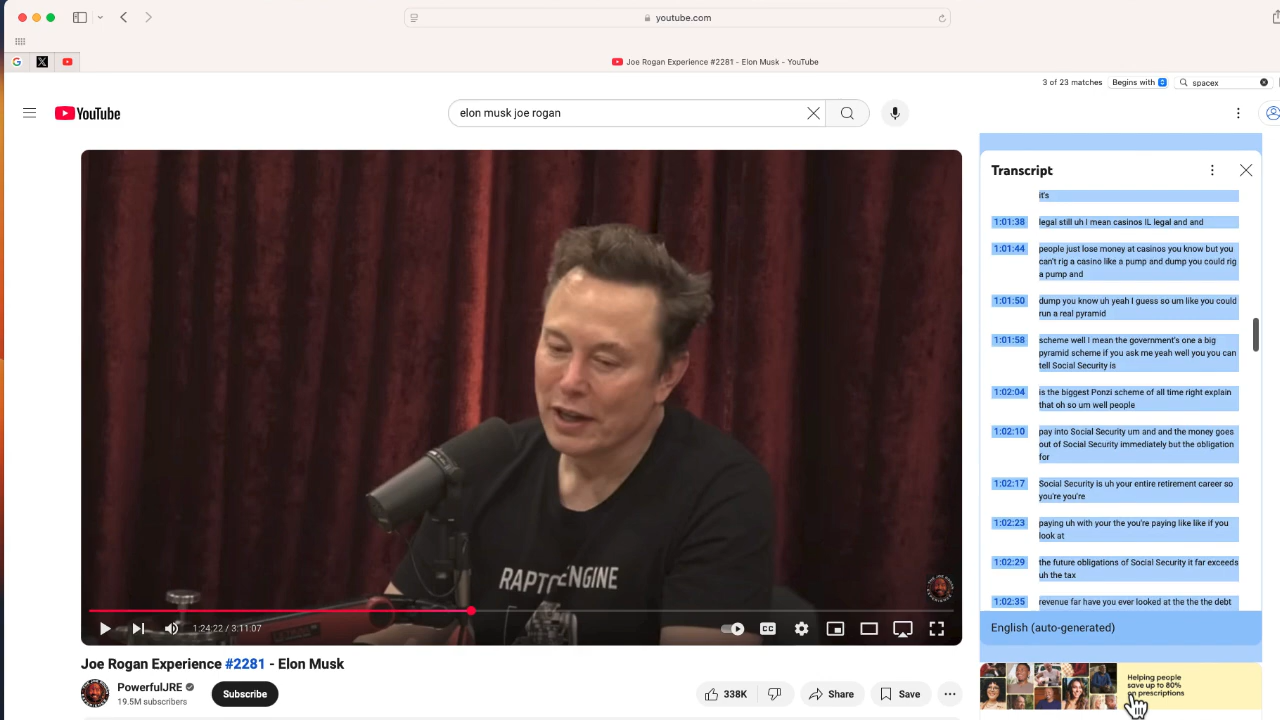 youtube.com
Joe Rogan Experience #2281 - Elon Musk - YouTube
3 of 23 matches Begins with spacex
YouTube
elon musk joe rogan
Transcript
it's
1:01:38 legal still uh I mean casinos IL legal and and
1:01:44 people just lose money at casinos you know but you
can't rig a casino like a pump and dump you could rig
a pump and
1:01:50 dump you know uh yeah I guess so um like you could
run a real pyramid
1:01:58 scheme well I mean the government's one a big
pyramid scheme if you ask me yeah well you you can
tell Social Security is
1:02:04 is the biggest Ponzi scheme of all time right explain
that oh so um well people
1:02:10 pay into Social Security um and and the money goes
out of Social Security immediately but the obligation
for
1:02:17 Social Security is uh your entire retirement career so
you're you're
1:02:23 paying uh with your the you're paying like like if you
look at
1:02:29 the future obligations of Social Security it far exceeds
uh the tax
1:02:35 revenue far have you ever looked at the the the debt
English (auto-generated)
RAPTOR ENGINE
1:24:22 / 3:11:07
CC
Joe Rogan Experience #2281 - Elon Musk
PowerfulJRE
19.5M subscribers
Subscribe
338K
Share
Save
Helping people
save up to 80%
on prescriptions